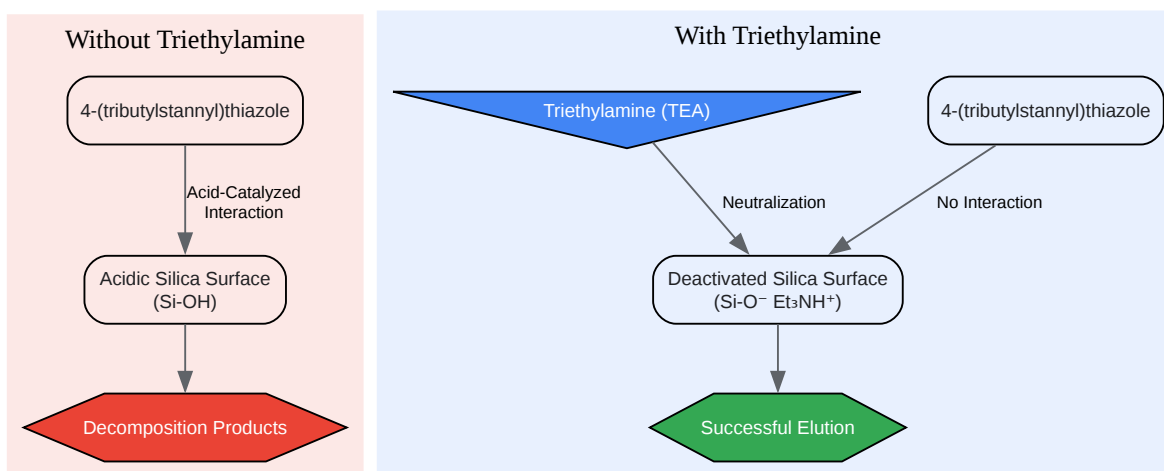 Without Triethylamine
4-(tributylstannyl)thiazole
Acid-Catalyzed
Interaction
Acidic Silica Surface
(Si-OH)
Decomposition Products
With Triethylamine
Triethylamine (TEA)
4-(tributylstannyl)thiazole
Neutralization
No Interaction
Deactivated Silica Surface
(Si-O⁻ Et₃NH⁺)
Successful Elution